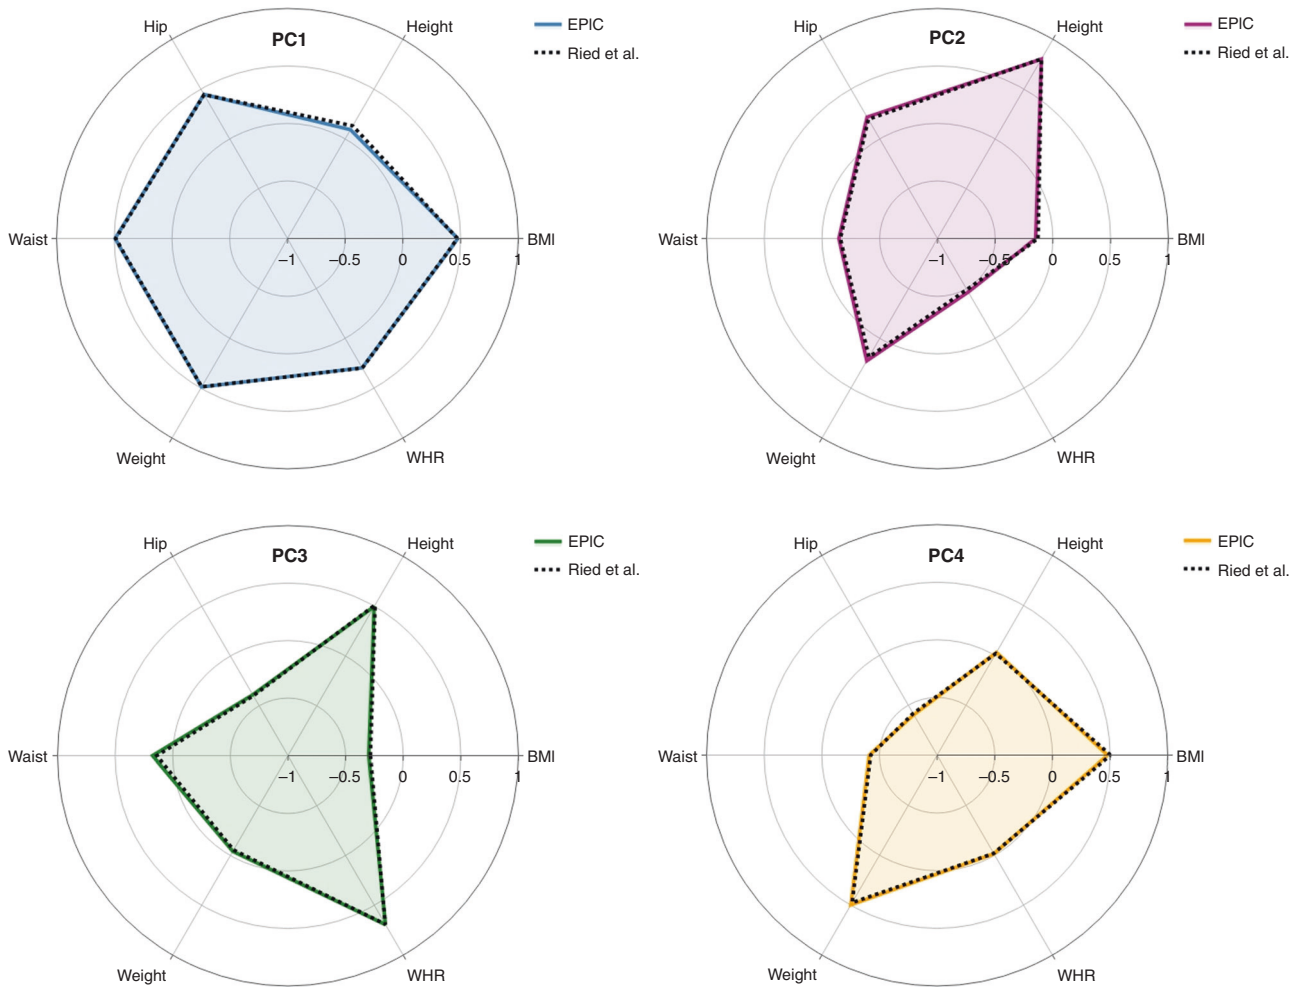 PC1
Hip
Height
Waist
BMI
Weight
WHR
–1
–0.5
0
0.5
1
EPIC
Ried et al.
PC2
Hip
Height
Waist
BMI
Weight
WHR
–1
–0.5
0
0.5
1
EPIC
Ried et al.
PC3
Hip
Height
Waist
BMI
Weight
WHR
–1
–0.5
0
0.5
1
EPIC
Ried et al.
PC4
Hip
Height
Waist
BMI
Weight
WHR
–1
–0.5
0
0.5
1
EPIC
Ried et al.